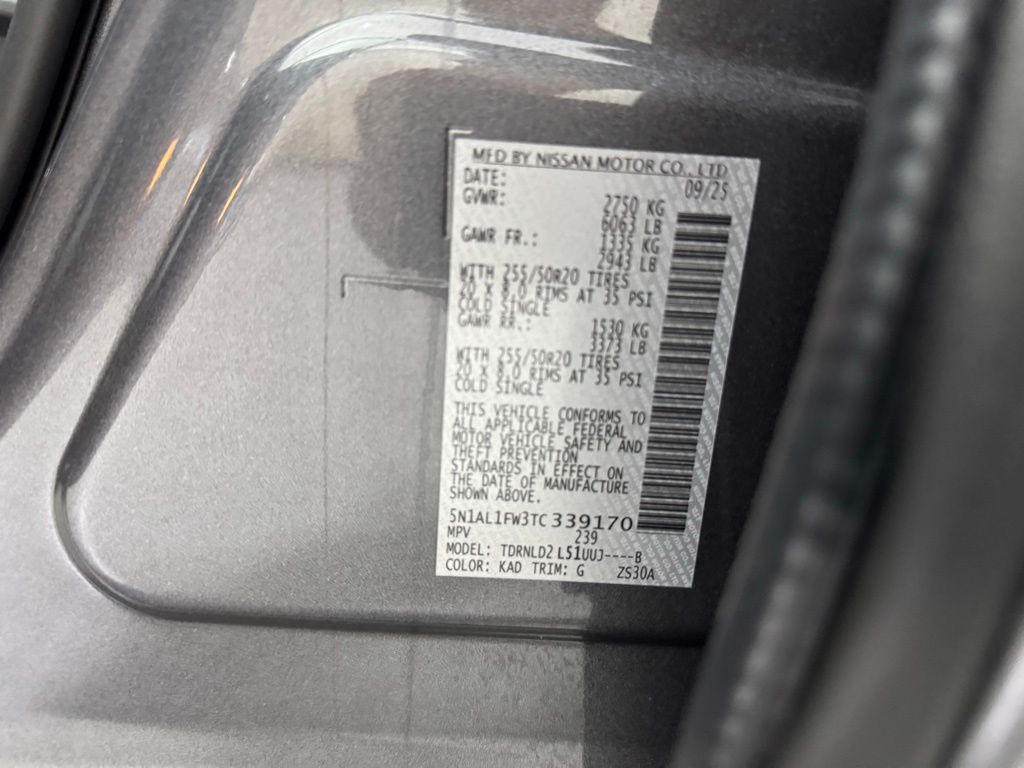 MFD BY NISSAN MOTOR CO., LTD
DATE: 09/25
GVWR: 2750 KG
6063 LB
GAWR FR.: 1335 KG
2943 LB
WITH 255/50R20 TIRES
20 X 8.0 RIMS AT 35 PSI
COLD SINGLE
GAWR RR.: 1530 KG
3373 LB
WITH 255/50R20 TIRES
20 X 8.0 RIMS AT 35 PSI
COLD SINGLE
THIS VEHICLE CONFORMS TO
ALL APPLICABLE FEDERAL
MOTOR VEHICLE SAFETY AND
THEFT PREVENTION
STANDARDS IN EFFECT ON
THE DATE OF MANUFACTURE
SHOWN ABOVE.
5N1AL1FW3TC339170
MPV 239
MODEL: TDRNLD2 L51UUJ----B
COLOR: KAD TRIM: G ZS30A